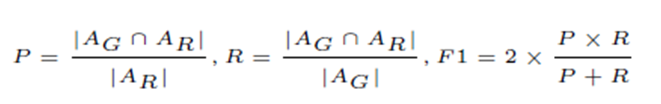 P = |A_G ∩ A_R| / |A_R| , R = |A_G ∩ A_R| / |A_G| , F1 = 2 × P × R / P + R